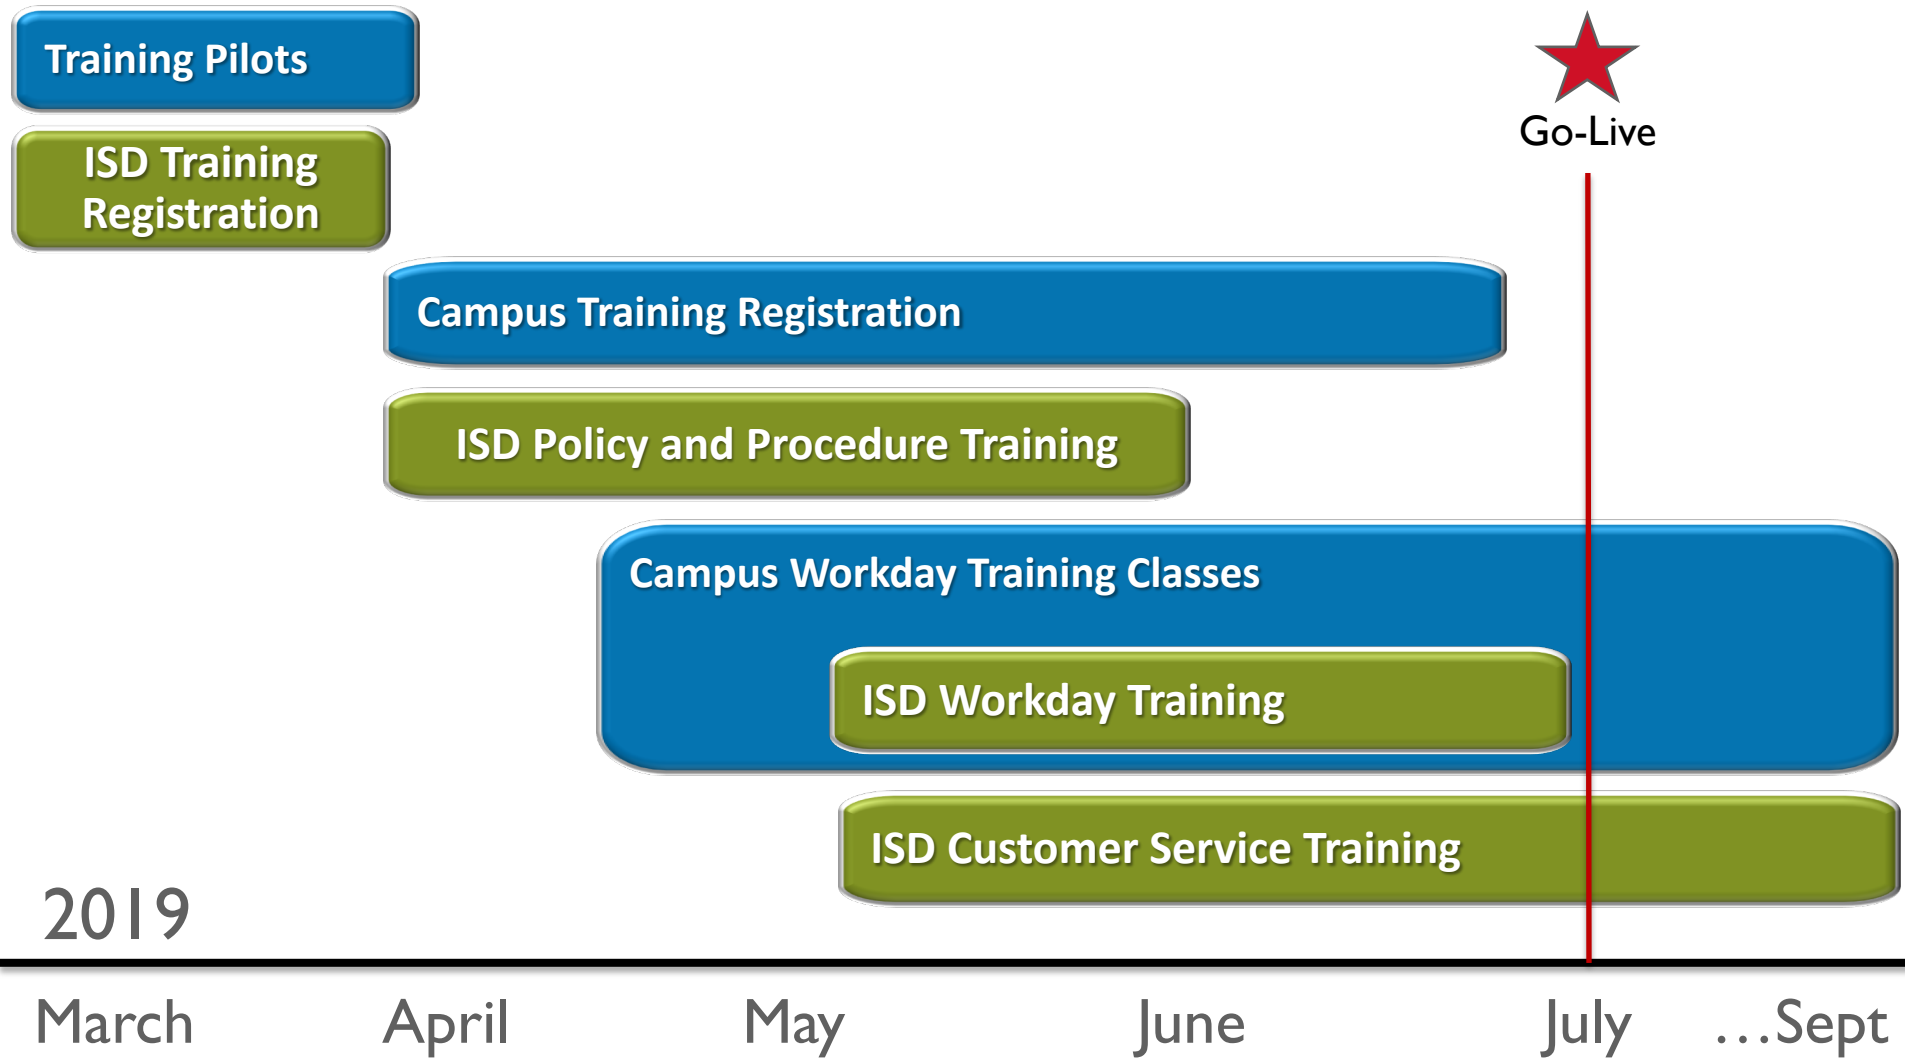 Training Pilots
Go-Live
ISD Training
Registration
Campus Training Registration
ISD Policy and Procedure Training
Campus Workday Training Classes
ISD Workday Training
ISD Customer Service Training
2019
March April May June July …Sept